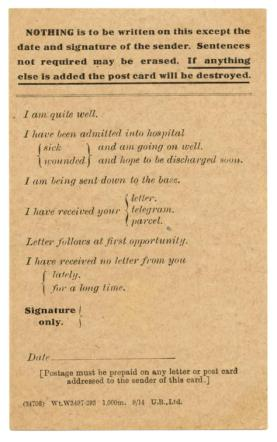 NOTHING is to be written on this except the
date and signature of the sender. Sentences
not required may be erased. If anything
else is added the post card will be destroyed.
I am quite well.
I have been admitted into hospital
sick
wounded
and am going on well.
and hope to be discharged soon.
I am being sent down to the base.
I have received your
letter.
telegram.
parcel.
Letter follows at first opportunity.
I have received no letter from you
lately.
for a long time.
Signature
only.
Date
[Postage must be prepaid on any letter or post card
addressed to the sender of this card.]
(24706) Wt.W3497-293 1,000m. 9/14 U.B.,Ltd.